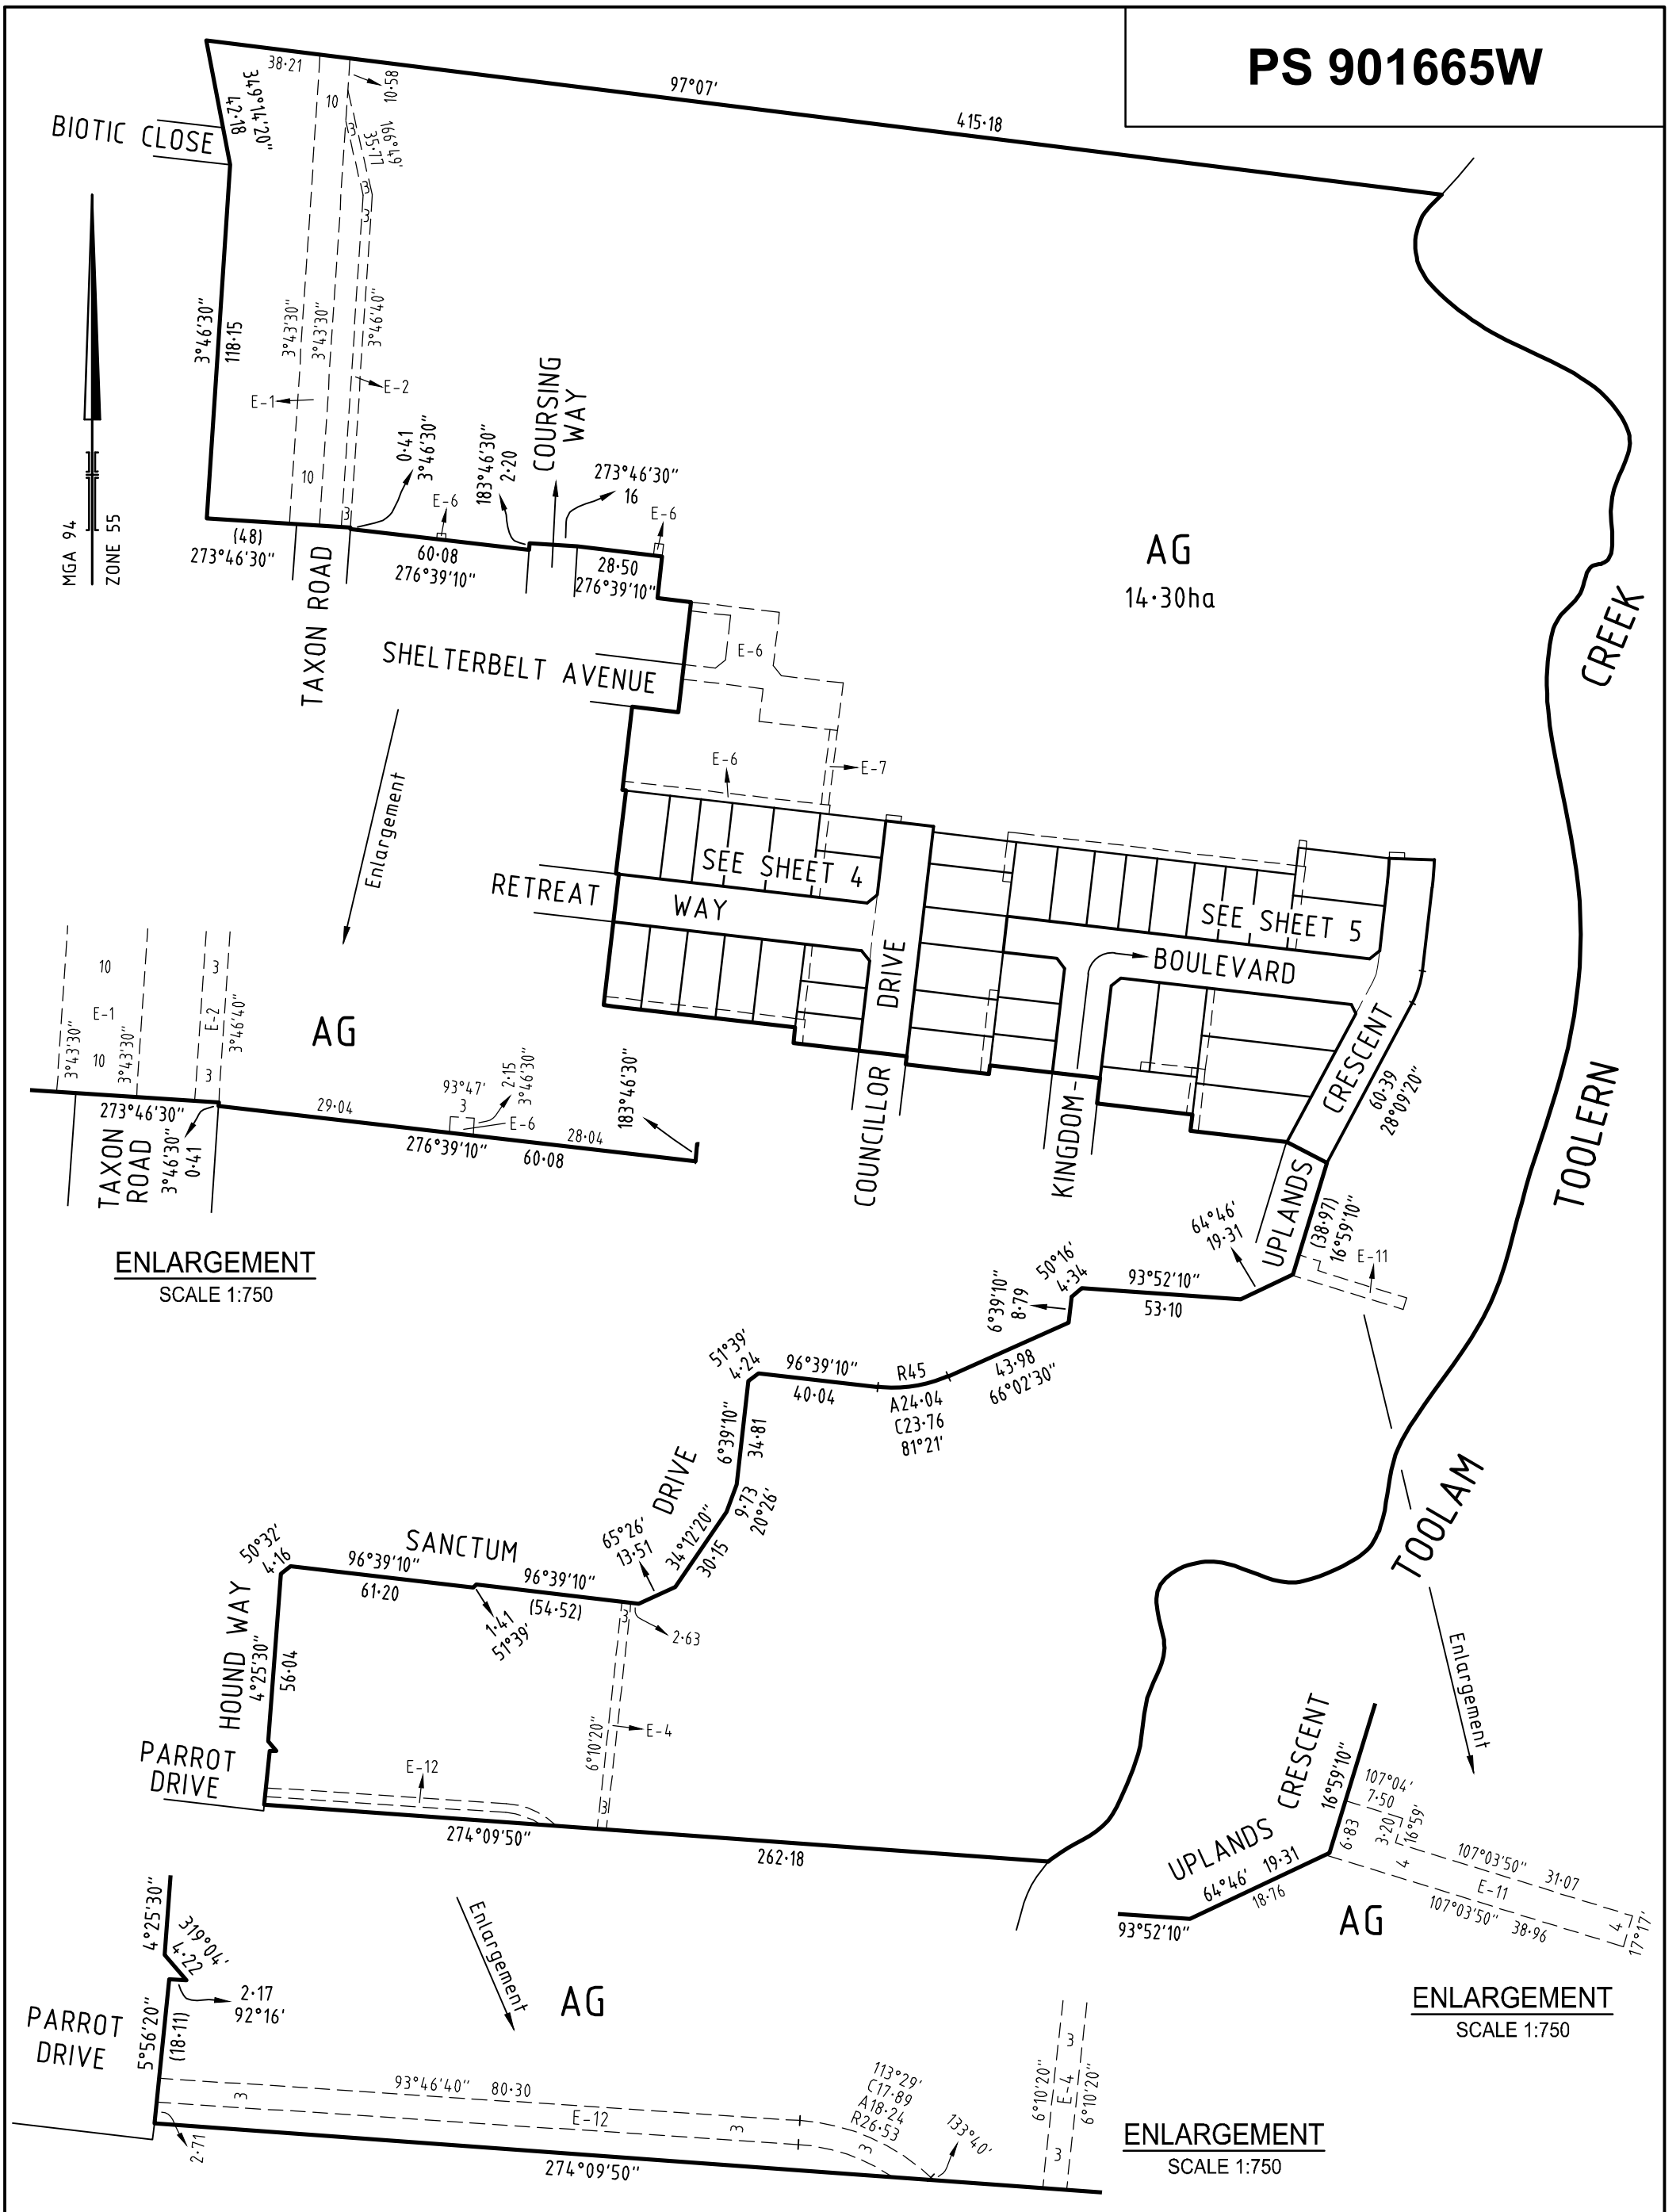 PS 901665W
38·21
10·58
97°07'
415·18
349°14'20"
42·18
10
3
166°49'
35·77
3
3
BIOTIC CLOSE
3°46'30"
118·15
3°43'30"
3°43'30"
3°46'40"
E-1
E-2
10
3
MGA 94
ZONE 55
0·41
3°46'30"
183°46'30"
2·20
COURSING
WAY
273°46'30"
16
E-6
E-6
(48)
273°46'30"
60·08
276°39'10"
28·50
276°39'10"
TAXON ROAD
AG
14·30ha
CREEK
SHELTERBELT AVENUE
E-6
E-6
E-7
Enlargement
SEE SHEET 4
RETREAT
WAY
SEE SHEET 5
DRIVE
BOULEVARD
CRESCENT
60·39
28°09'20"
COUNCILLOR
KINGDOM
TOOLERN
10
E-1
10
3°43'30"
3°43'30"
3
E-2
3
3°46'40"
AG
273°46'30"
TAXON
ROAD
3°46'30"
0·41
29·04
93°47'
3
2·15
3°46'30"
E-6
276°39'10"
28·04
60·08
183°46'30"
ENLARGEMENT
SCALE 1:750
UPLANDS
(38·97)
16°59'10"
E-11
64°46'
19·31
50°16'
4·34
93°52'10"
53·10
6°39'10"
8·79
43·98
66°02'30"
51°39'
4·24
96°39'10"
40·04
R45
A24·04
C23·76
81°21'
6°39'10"
34·81
DRIVE
9·73
20°26'
34°12'20"
30·15
65°26'
13·51
SANCTUM
50°32'
4·16
96°39'10"
61·20
96°39'10"
(54·52)
1·41
51°39'
3
2·63
HOUND WAY
4°25'30"
56·04
6°10'20"
E-4
3
PARROT
DRIVE
E-12
274°09'50"
262·18
TOOLAM
Enlargement
UPLANDS
CRESCENT
16°59'10"
107°04'
7·50
6·83
3·20
16°59'
4
64°46'
19·31
18·76
107°03'50"
31·07
E-11
107°03'50"
38·96
4
17°17'
93°52'10"
AG
ENLARGEMENT
SCALE 1:750
4°25'30"
319°04'
4·22
2·17
92°16'
5°56'20"
(18·11)
PARROT
DRIVE
Enlargement
AG
93°46'40"
80·30
3
E-12
3
3
113°29'
C17·89
A18·24
R26·53
133°40'
2·71
274°09'50"
6°10'20"
3
E-4
3
6°10'20"
ENLARGEMENT
SCALE 1:750